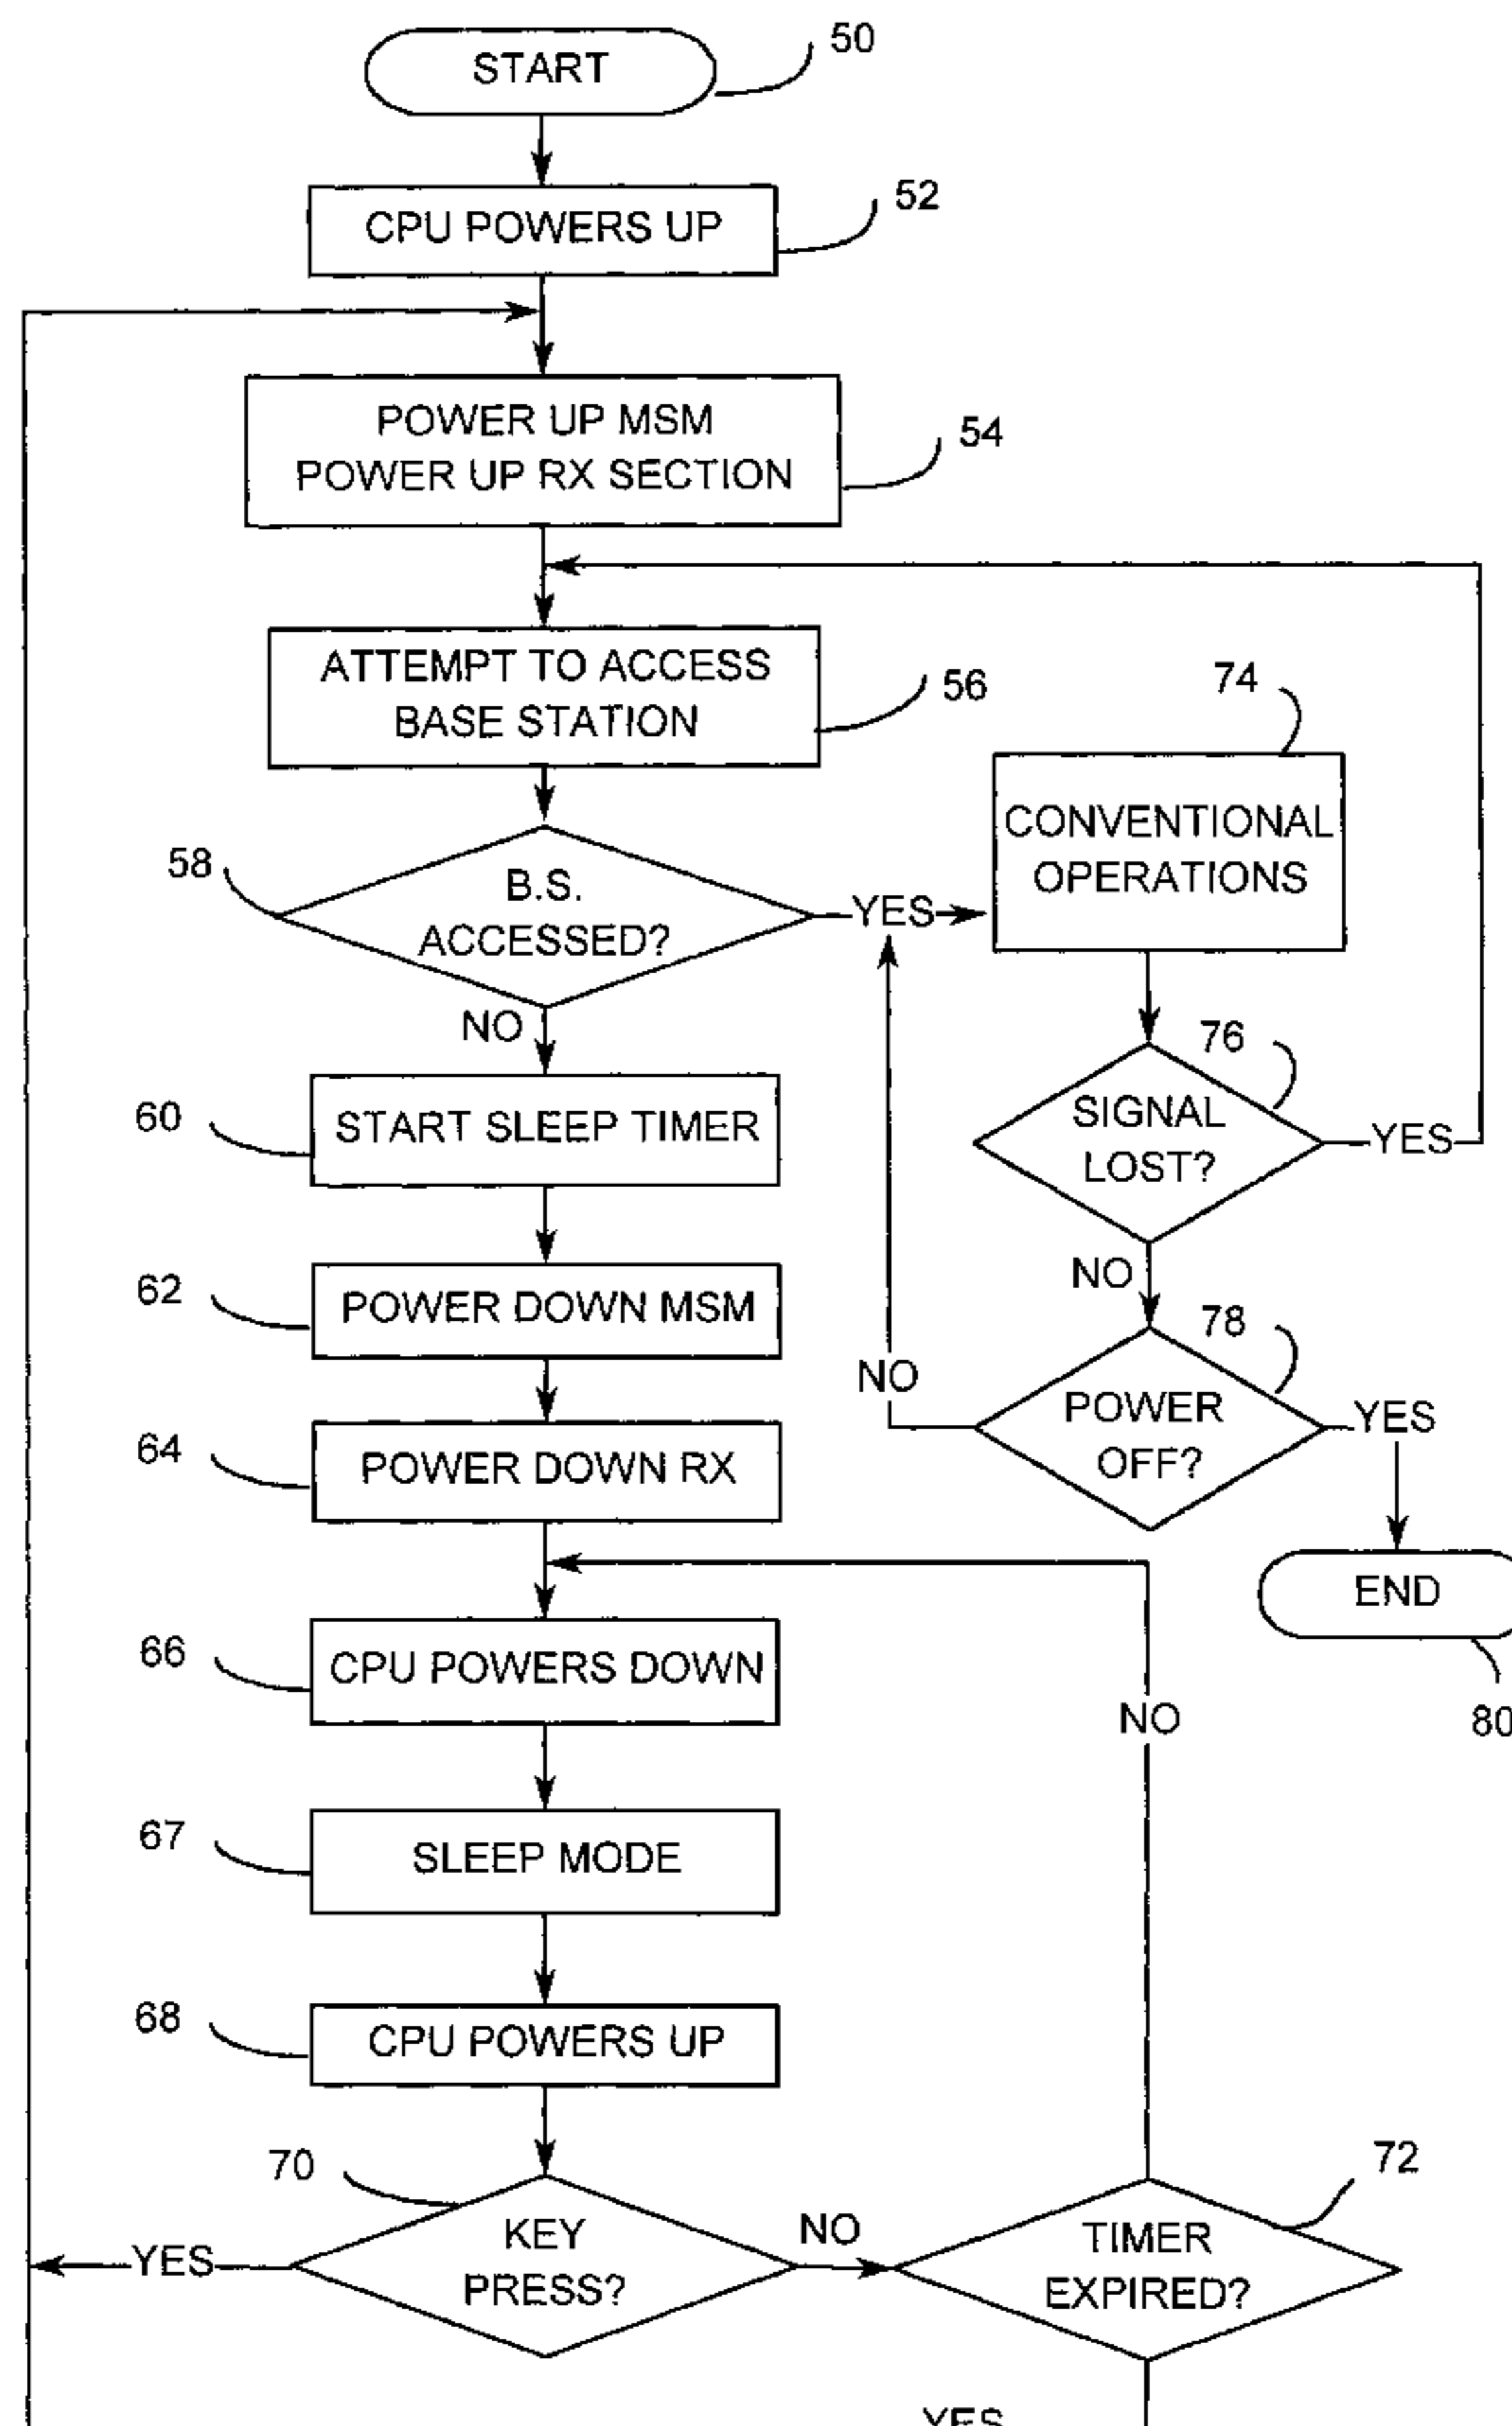 START
50
CPU POWERS UP
52
POWER UP MSM
POWER UP RX SECTION
54
ATTEMPT TO ACCESS
BASE STATION
56
58
B.S.
ACCESSED?
YES
NO
74
CONVENTIONAL
OPERATIONS
76
SIGNAL
LOST?
YES
NO
78
POWER
OFF?
NO
YES
END
80
60
START SLEEP TIMER
62
POWER DOWN MSM
64
POWER DOWN RX
66
CPU POWERS DOWN
67
SLEEP MODE
68
CPU POWERS UP
70
KEY
PRESS?
YES
NO
72
TIMER
EXPIRED?
NO
YES